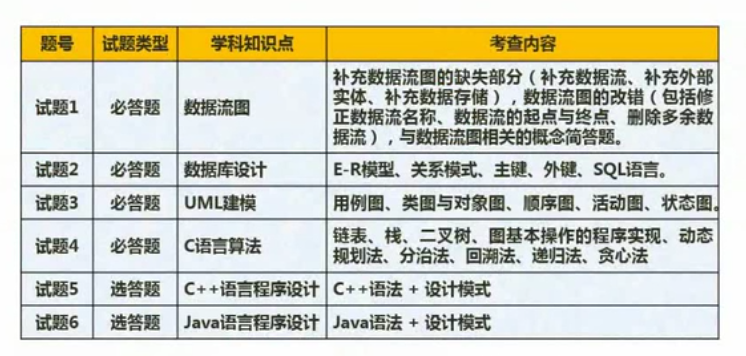 题号 试题类型 学科知识点 考查内容
试题1 必答题 数据流图 补充数据流图的缺失部分（补充数据流、补充外部
实体、补充数据存储），数据流图的改错（包括修
正数据流名称、数据流的起点与终点、删除多余数
据流），与数据流图相关的概念简答题。
试题2 必答题 数据库设计 E-R模型、关系模式、主键、外键、SQL语言。
试题3 必答题 UML建模 用例图、类图与对象图、顺序图、活动图、状态图。
试题4 必答题 C语言算法 链表、栈、二叉树、图基本操作的程序实现、动态
规划法、分治法、回溯法、递归法、贪心法
试题5 选答题 C++语言程序设计 C++语法 + 设计模式
试题6 选答题 Java语言程序设计 Java语法 + 设计模式